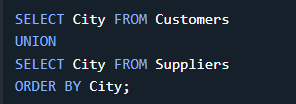 SELECT City FROM Customers
UNION
SELECT City FROM Suppliers
ORDER BY City;